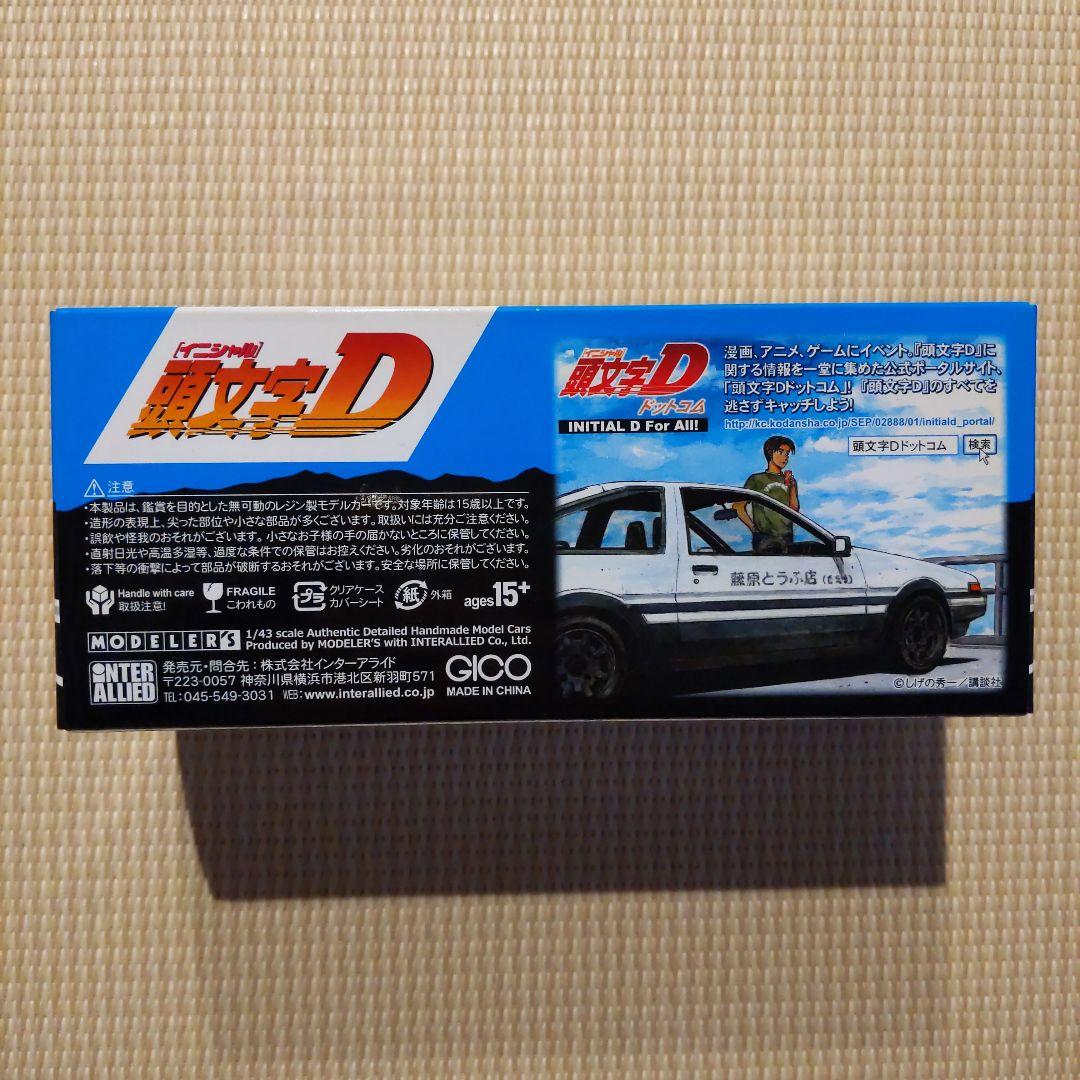 [イニシャル]
頭文字D
⚠注意
・本製品は、鑑賞を目的とした無可動のレジン製モデルカーです。対象年齢は15歳以上です。
・造形の表現上、尖った部位や小さな部品が多くございます。取扱いには充分ご注意ください。
・誤飲や怪我のおそれがございます。小さなお子様の手の届かないところに保管してください。
・直射日光や高温多湿等、過度な条件での保管はお控えください。劣化のおそれがございます。
・落下等の衝撃によって部品が破断するおそれがございます。安全な場所に保管してください。
Handle with care
取扱注意!
FRAGILE
こわれもの
プラ
クリアケース
カバーシート
紙
外箱
ages15+
MODELER'S
1/43 scale Authentic Detailed Handmade Model Cars
Produced by MODELER'S with INTERALLIED Co., Ltd.
INTER
ALLIED
発売元・問合先：株式会社インターアライド
〒223-0057 神奈川県横浜市港北区新羽町571
TEL:045-549-3031 WEB:www.interallied.co.jp
GICO
MADE IN CHINA
[イニシャル]
頭文字D
ドットコム
INITIAL D For All!
漫画、アニメ、ゲームにイベント。『頭文字D』に
関する情報を一堂に集めた公式ポータルサイト、
「頭文字Dドットコム」! 『頭文字D』のすべてを
逃さずキャッチしよう!
http://kc.kodansha.co.jp/SEP/02888/01/initiald_portal/
頭文字Dドットコム
検索
藤原とうふ店(自家用)
©しげの秀一／講談社